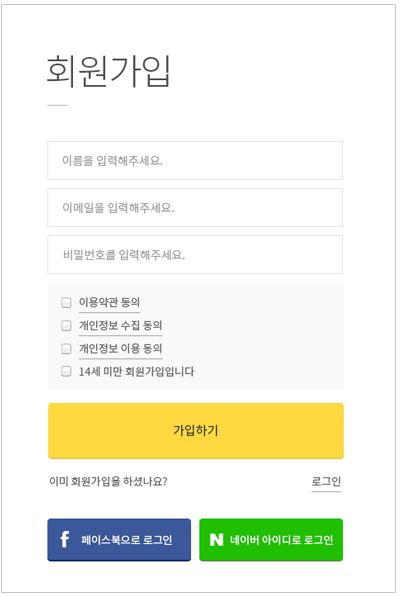 회원가입
이름을 입력해주세요.
이메일을 입력해주세요.
비밀번호를 입력해주세요.
이용약관 동의
개인정보 수집 동의
개인정보 이용 동의
14세 미만 회원가입입니다
가입하기
이미 회원가입을 하셨나요? 로그인
f 페이스북으로 로그인 N 네이버 아이디로 로그인